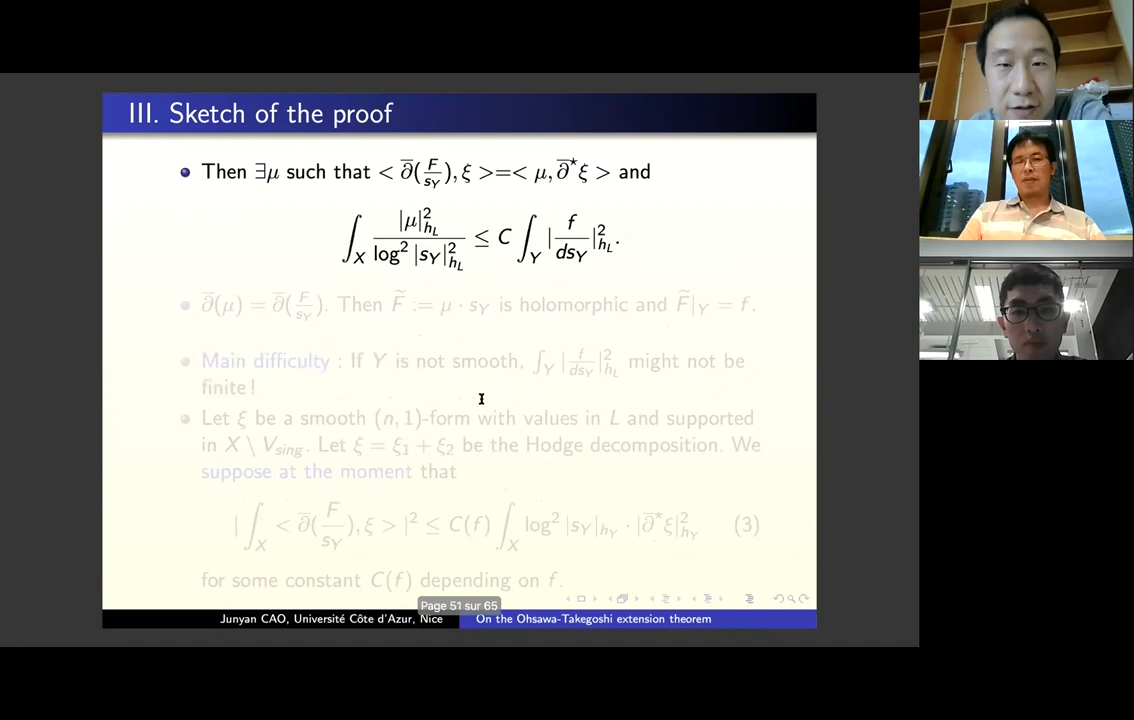 III. Sketch of the proof
Then ∃μ such that < ∂̄(F/s_Y), ξ >=< μ, ∂̄*ξ > and
∫_X |μ|²_{h_L} / log² |s_Y|²_{h_L} ≤ C ∫_Y |f/ds_Y|²_{h_L}.
∂̄(μ) = ∂̄(F/s_Y). Then F̃ := μ · s_Y is holomorphic and F̃|_Y = f.
Main difficulty : If Y is not smooth, ∫_Y |f/ds_Y|²_{h_L} might not be
finite !
Let ξ be a smooth (n, 1)-form with values in L and supported
in X \ V_sing. Let ξ = ξ₁ + ξ₂ be the Hodge decomposition. We
suppose at the moment that
| ∫_X < ∂̄(F/s_Y), ξ > |² ≤ C(f) ∫_X log² |s_Y|_{h_Y} · |∂̄*ξ|²_{h_Y} (3)
for some constant C(f) depending on f.
Page 51 sur 65
Junyan CAO, Université Côte d'Azur, Nice On the Ohsawa-Takegoshi extension theorem